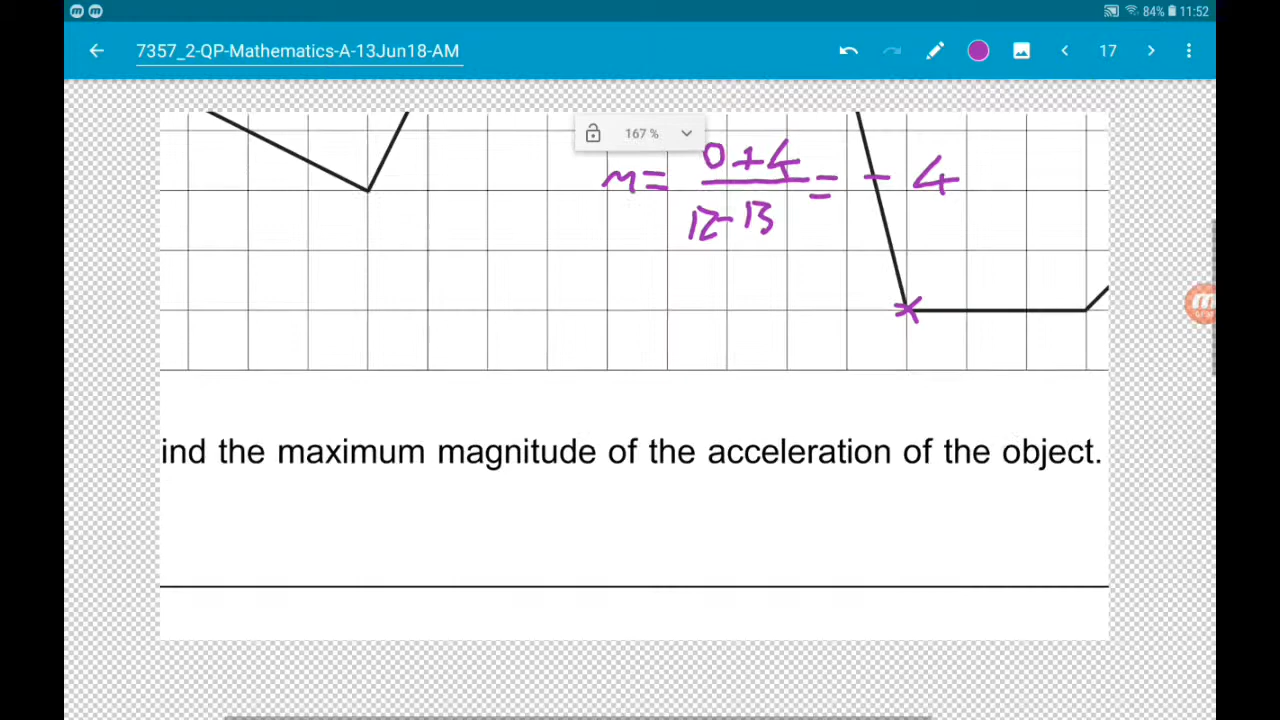 84% 11:52
7357_2-QP-Mathematics-A-13Jun18-AM
17
167 %
m = 0+4 = - 4
12-13
ind the maximum magnitude of the acceleration of the object.